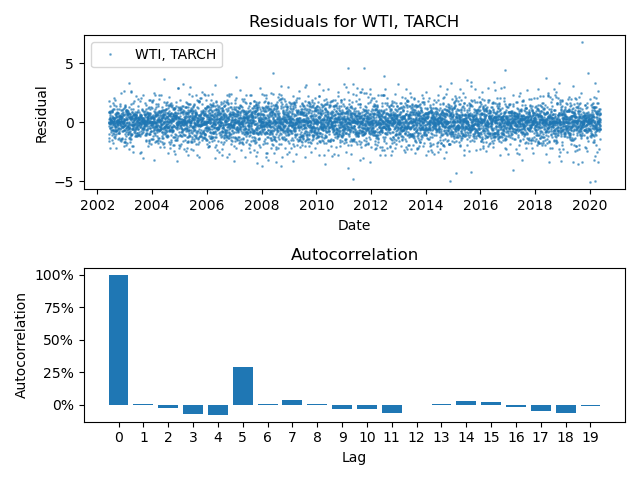 Residuals for WTI, TARCH
WTI, TARCH
Residual
5
0
−5
2002 2004 2006 2008 2010 2012 2014 2016 2018 2020
Date
Autocorrelation
Autocorrelation
100%
75%
50%
25%
0%
0 1 2 3 4 5 6 7 8 9 10 11 12 13 14 15 16 17 18 19
Lag